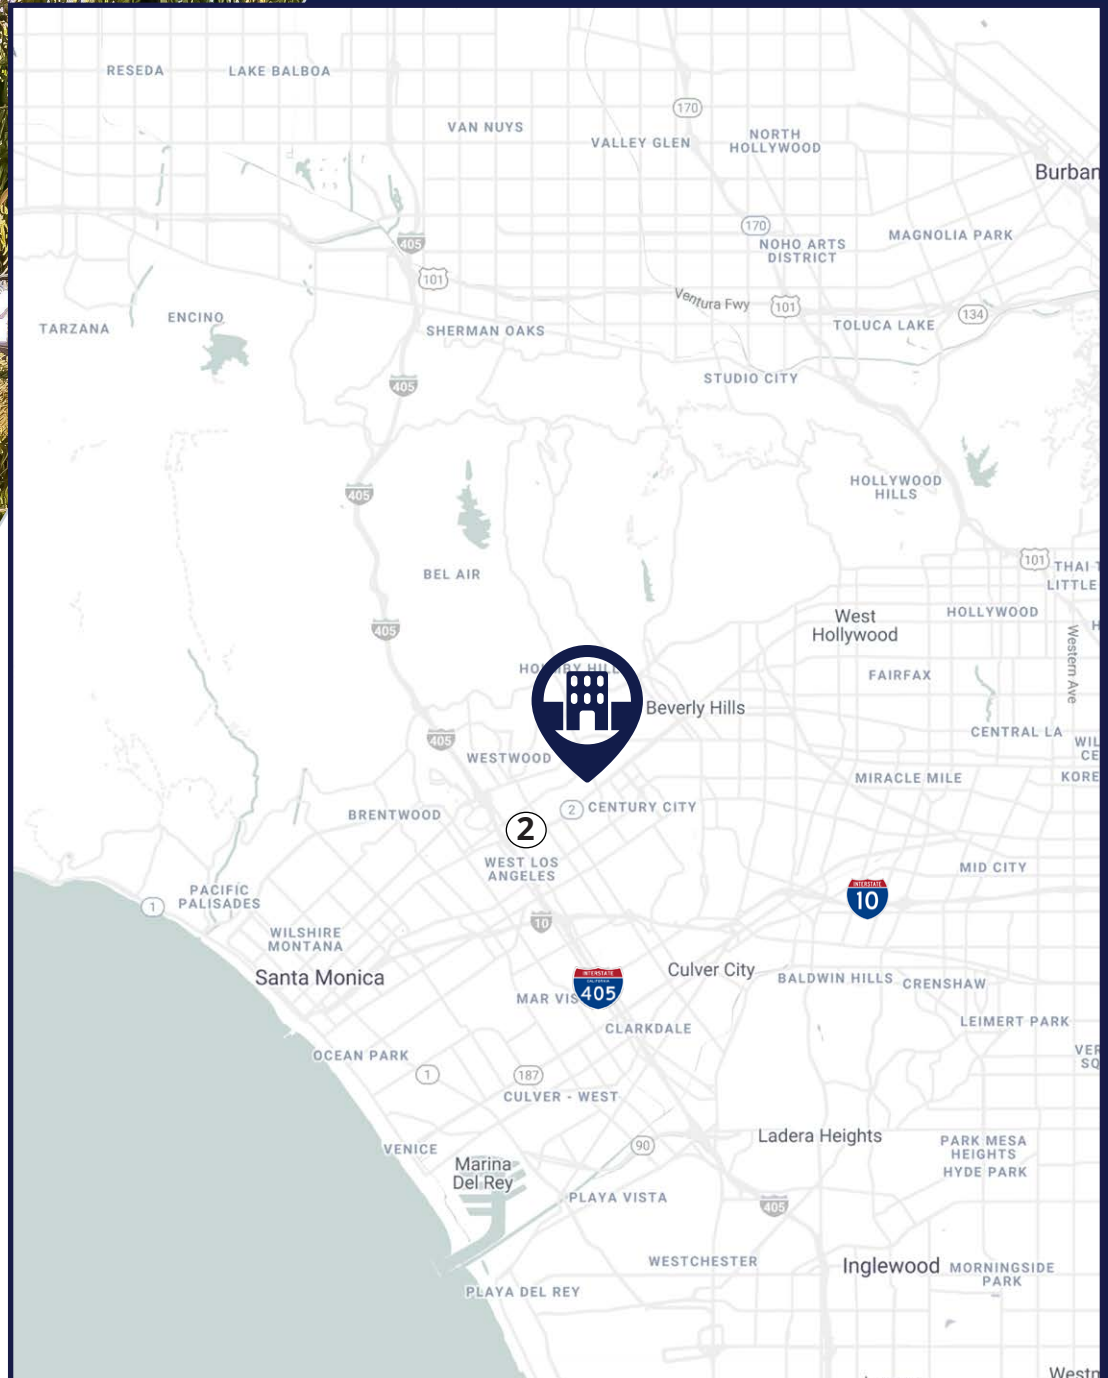 RESEDA
LAKE BALBOA
VAN NUYS
VALLEY GLEN
170
NORTH
HOLLYWOOD
170
NOHO ARTS
DISTRICT
MAGNOLIA PARK
405
101
TARZANA
ENCINO
SHERMAN OAKS
Ventura Fwy
101
TOLUCA LAKE
134
STUDIO CITY
405
405
HOLLYWOOD
HILLS
BEL AIR
101
THAI
LITTLE
405
West
Hollywood
HOLLYWOOD
Western Ave
FAIRFAX
Beverly Hills
CENTRAL LA
405
WESTWOOD
MIRACLE MILE
2
CENTURY CITY
BRENTWOOD
2
WEST LOS
ANGELES
MID CITY
PACIFIC
PALISADES
1
INTERSTATE
10
10
WILSHIRE
MONTANA
Santa Monica
Culver City
BALDWIN HILLS
CRENSHAW
INTERSTATE
CALIFORNIA
405
MAR VIS
LEIMERT PARK
CLARKDALE
OCEAN PARK
1
187
CULVER - WEST
VENICE
90
Ladera Heights
PARK MESA
HEIGHTS
HYDE PARK
Marina
Del Rey
PLAYA VISTA
405
WESTCHESTER
Inglewood
MORNINGSIDE
PARK
PLAYA DEL REY